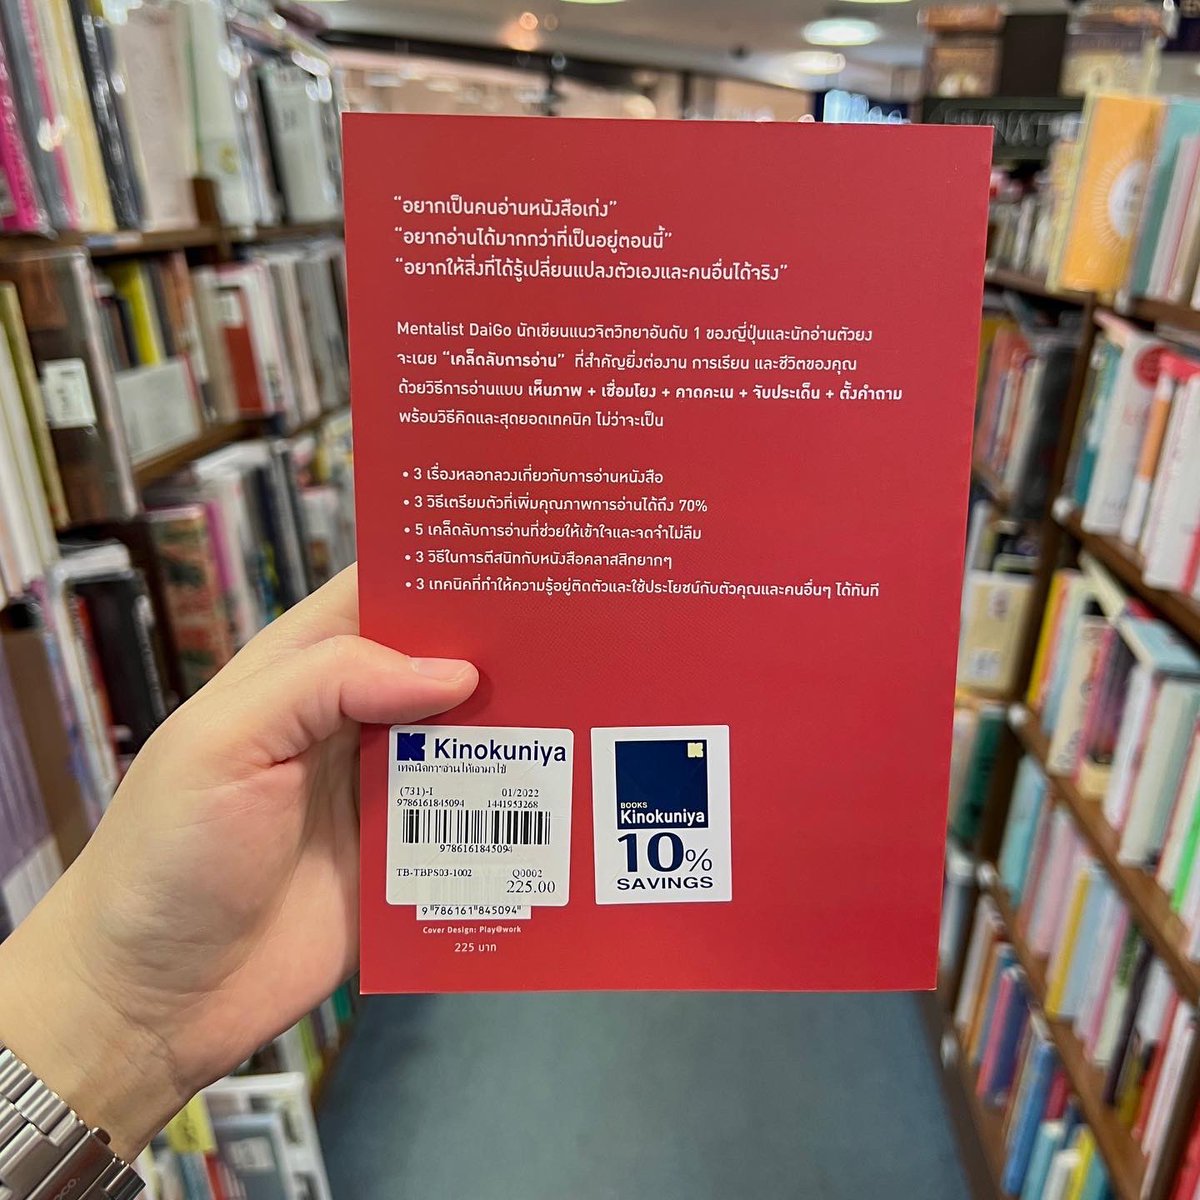 “อยากเป็นคนอ่านหนังสือเก่ง”
“อยากอ่านได้มากกว่าที่เป็นอยู่ตอนนี้”
“อยากให้สิ่งที่ได้รู้เปลี่ยนแปลงตัวเองและคนอื่นได้จริง”
Mentalist DaiGo นักเขียนแนวจิตวิทยาอันดับ 1 ของญี่ปุ่นและนักอ่านตัวยง
จะเผย “เคล็ดลับการอ่าน” ที่สำคัญยิ่งต่องาน การเรียน และชีวิตของคุณ
ด้วยวิธีการอ่านแบบ เห็นภาพ + เชื่อมโยง + คาดคะเน + จับประเด็น + ตั้งคำถาม
พร้อมวิธีคิดและสุดยอดเทคนิค ไม่ว่าจะเป็น
• 3 เรื่องหลอกลวงเกี่ยวกับการอ่านหนังสือ
• 3 วิธีเตรียมตัวที่เพิ่มคุณภาพการอ่านได้ถึง 70%
• 5 เคล็ดลับการอ่านที่ช่วยให้เข้าใจและจดจำไม่ลืม
• 3 วิธีในการตีสนิทกับหนังสือคลาสสิกยากๆ
• 3 เทคนิคที่ทำให้ความรู้อยู่ติดตัวและใช้ประโยชน์กับตัวคุณและคนอื่นๆ ได้ทันที
Kinokuniya
เทคนิคการอ่านให้เอามาใช้
(731)-I 01/2022
9786161845094 1441953268
9786161845094
TB-TBPS03-1002 Q0002
225.00
9 786161 845094
Cover Design: Play@work
225 บาท
BOOKS
Kinokuniya
10%
SAVINGS